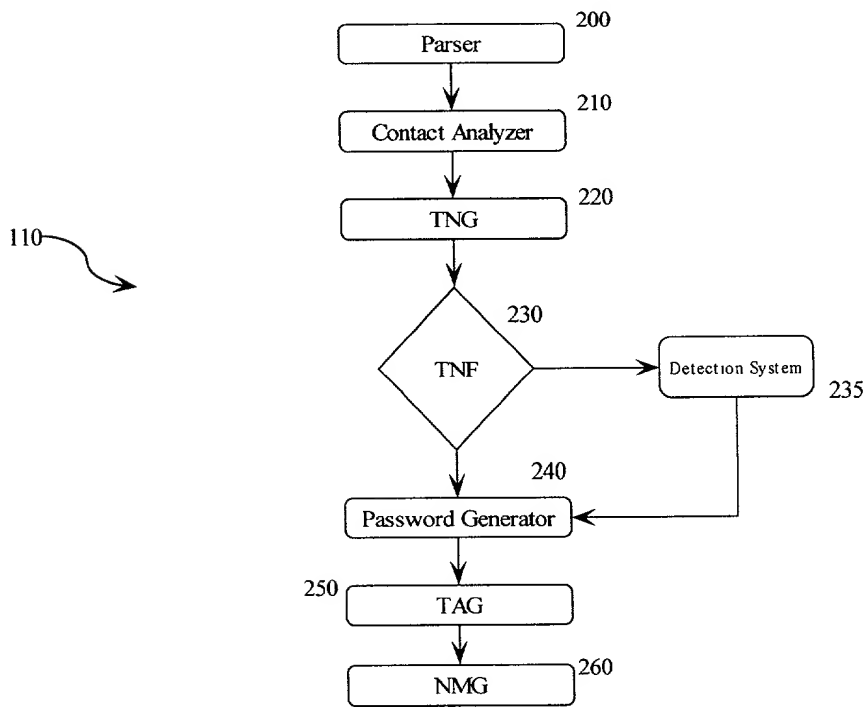 200
Parser
210
Contact Analyzer
220
TNG
110
230
TNF
Detection System
235
240
Password Generator
250
TAG
260
NMG